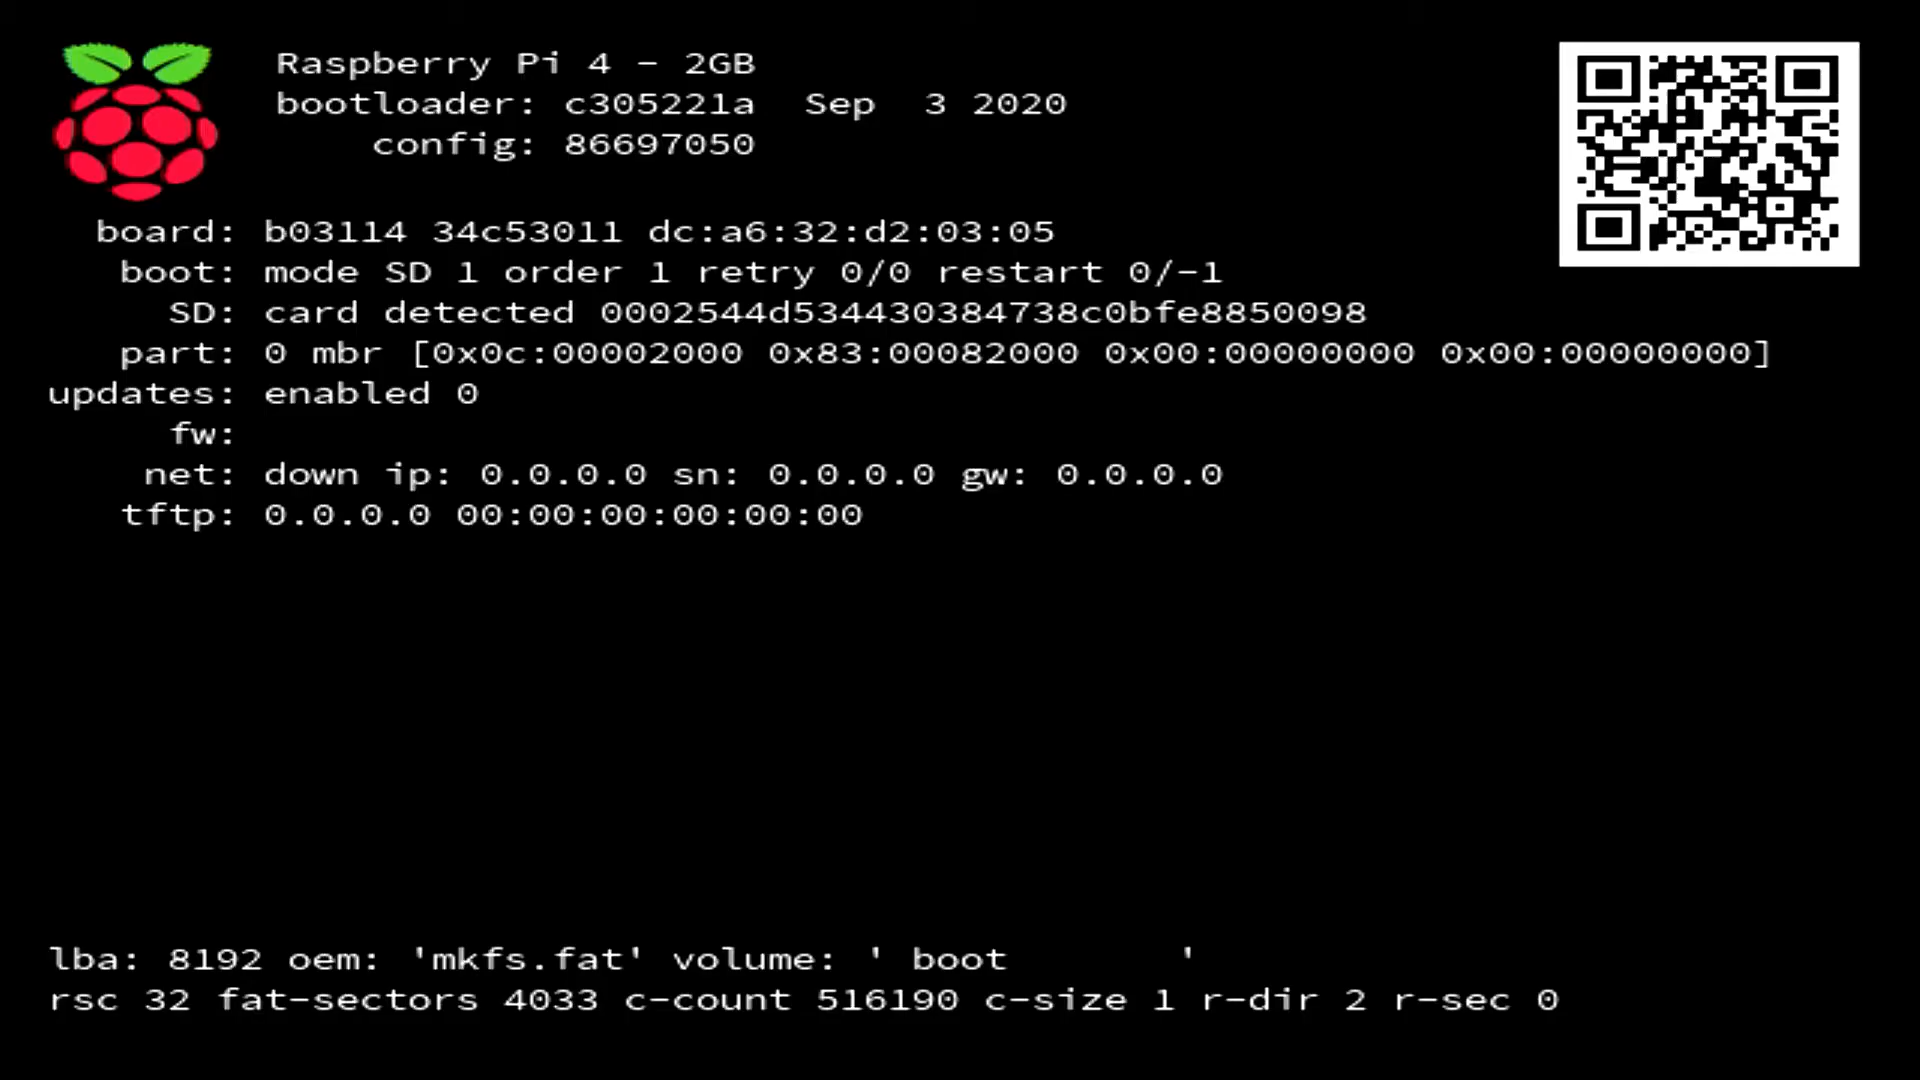 Raspberry Pi 4 - 2GB
bootloader: c305221a  Sep  3 2020
config: 86697050
board: b03114 34c53011 dc:a6:32:d2:03:05
boot: mode SD 1 order 1 retry 0/0 restart 0/-1
SD: card detected 0002544d534430384738c0bfe8850098
part: 0 mbr [0x0c:00002000 0x83:00082000 0x00:00000000 0x00:00000000]
updates: enabled 0
fw:
net: down ip: 0.0.0.0 sn: 0.0.0.0 gw: 0.0.0.0
tftp: 0.0.0.0 00:00:00:00:00:00
lba: 8192 oem: 'mkfs.fat' volume: ' boot       '
rsc 32 fat-sectors 4033 c-count 516190 c-size 1 r-dir 2 r-sec 0